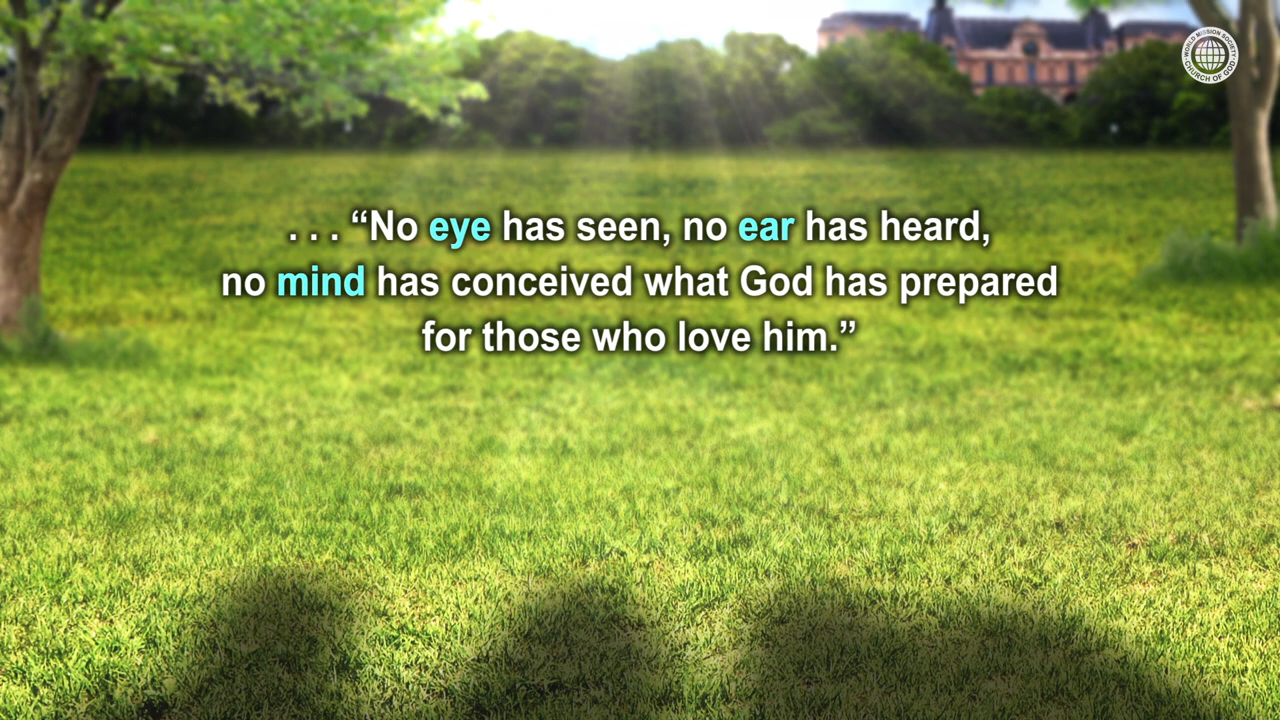 . . . “No eye has seen, no ear has heard,
no mind has conceived what God has prepared
for those who love him.”
WORLD MISSION SOCIETY
CHURCH OF GOD